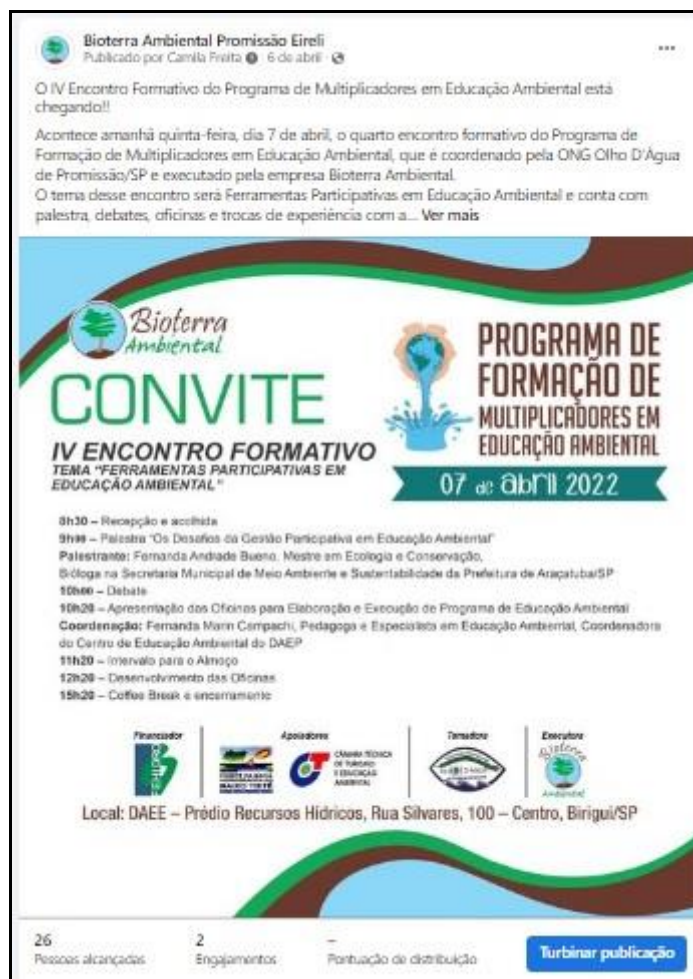 Bioterra Ambiental Promissão Eireli
Publicado por Camila Freita · 6 de abril ·
O IV Encontro Formativo do Programa de Multiplicadores em Educação Ambiental está
chegando!!
Acontece amanhã quinta-feira, dia 7 de abril, o quarto encontro formativo do Programa de
Formação de Multiplicadores em Educação Ambiental, que é coordenado pela ONG Olho D'Água
de Promissão/SP e executado pela empresa Bioterra Ambiental.
O tema desse encontro será Ferramentas Participativas em Educação Ambiental e conta com
palestra, debates, oficinas e trocas de experiência com a... Ver mais
Bioterra
Ambiental
CONVITE
IV ENCONTRO FORMATIVO
TEMA "FERRAMENTAS PARTICIPATIVAS EM
EDUCAÇÃO AMBIENTAL"
PROGRAMA DE
FORMAÇÃO DE
MULTIPLICADORES EM
EDUCAÇÃO AMBIENTAL
07 de abril 2022
8h30 – Recepção e acolhida
9h00 – Palestra "Os Desafios da Gestão Participativa em Educação Ambiental"
Palestrante: Fernanda Andrade Bueno, Mestre em Ecologia e Conservação,
Bióloga na Secretaria Municipal de Meio Ambiente e Sustentabilidade da Prefeitura de Araçatuba/SP
10h00 – Debate
10h20 – Apresentação das Oficinas para Elaboração e Execução de Programa de Educação Ambiental
Coordenação: Fernanda Marin Campachi, Pedagoga e Especialista em Educação Ambiental, Coordenadora
do Centro de Educação Ambiental do DAEP
11h20 – Intervalo para o Almoço
12h20 – Desenvolvimento das Oficinas
15h20 – Coffee Break e encerramento
Financiador
Apoiadores
Tomadora
Executora
CT
CÂMARA TÉCNICA
DE TURISMO
E EDUCAÇÃO
AMBIENTAL
Bioterra
Ambiental
Local: DAEE – Prédio Recursos Hídricos, Rua Silvares, 100 – Centro, Birigui/SP
26
Pessoas alcançadas
2
Engajamentos
–
Pontuação de distribuição
Turbinar publicação